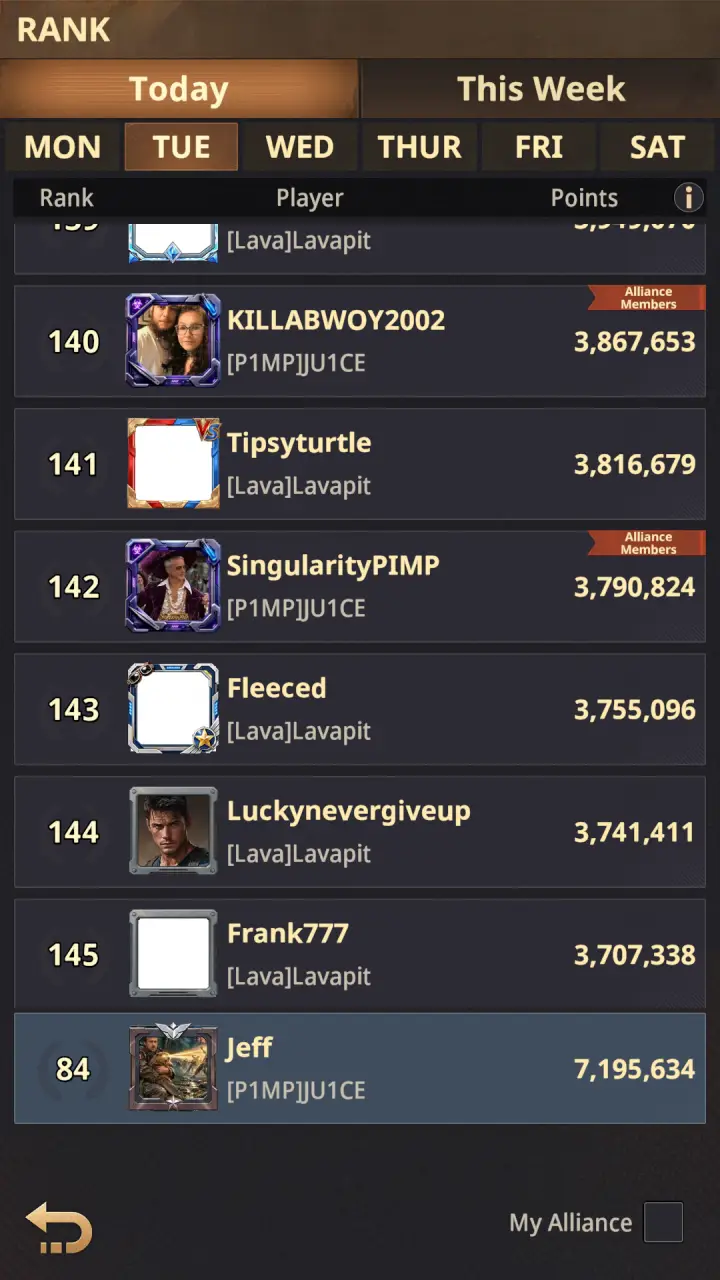 RANK
Today
This Week
MON
TUE
WED
THUR
FRI
SAT
Rank
Player
Points
[Lava]Lavapit
Alliance
Members
140
KILLABWOY2002
[P1MP]JU1CE
3,867,653
141
VS
Tipsyturtle
[Lava]Lavapit
3,816,679
Alliance
Members
142
SingularityPIMP
[P1MP]JU1CE
3,790,824
143
Fleeced
[Lava]Lavapit
3,755,096
144
Luckynevergiveup
[Lava]Lavapit
3,741,411
145
Frank777
[Lava]Lavapit
3,707,338
84
Jeff
[P1MP]JU1CE
7,195,634
My Alliance